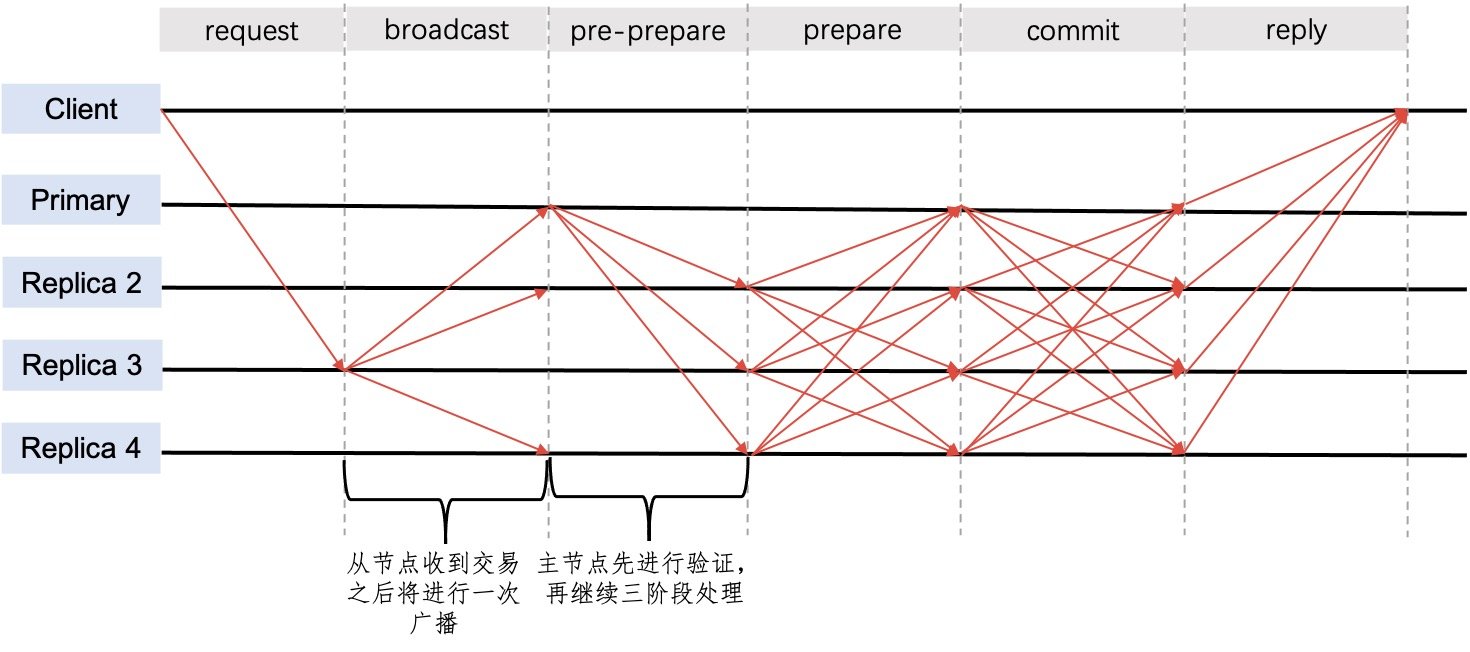 request
broadcast
pre-prepare
prepare
commit
reply
Client
Primary
Replica 2
Replica 3
Replica 4
从节点收到交易
之后将进行一次
广播
主节点先进行验证，
再继续三阶段处理